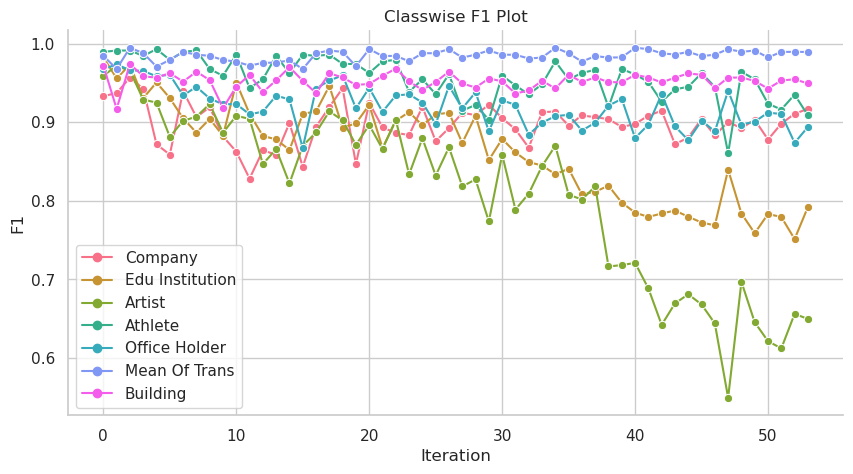 Classwise F1 Plot
1.0
0.9
0.8
0.7
0.6
F1
Company
Edu Institution
Artist
Athlete
Office Holder
Mean Of Trans
Building
0
10
20
30
40
50
Iteration